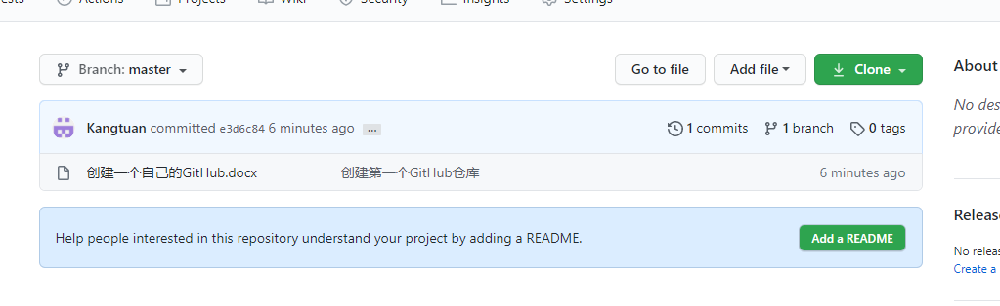 Actions Projects Wiki Security Insights Settings
Branch: master Go to file Add file Clone
About
Kangtuan committed e3d6c84 6 minutes ago ... 1 commits 1 branch 0 tags
No des
provide
创建一个自己的GitHub.docx 创建第一个GitHub仓库 6 minutes ago
Help people interested in this repository understand your project by adding a README. Add a README
Releas
No relea
Create a